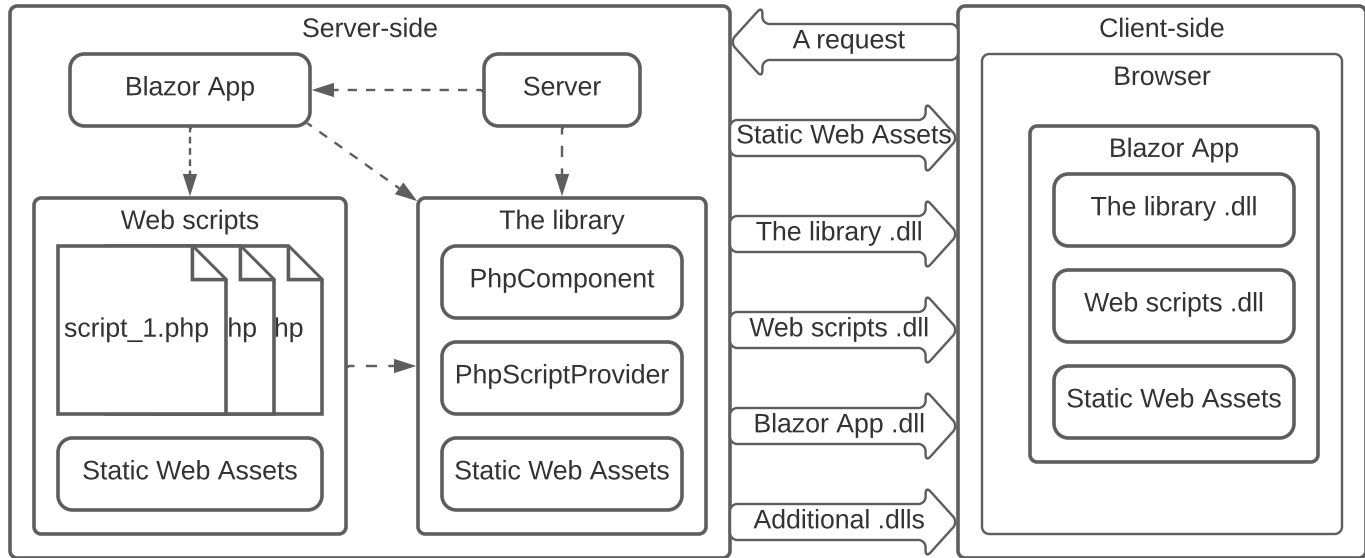 Server-side
Blazor App
Server
Web scripts
script_1.php
hp
hp
Static Web Assets
The library
PhpComponent
PhpScriptProvider
Static Web Assets
A request
Static Web Assets
The library .dll
Web scripts .dll
Blazor App .dll
Additional .dlls
Client-side
Browser
Blazor App
The library .dll
Web scripts .dll
Static Web Assets